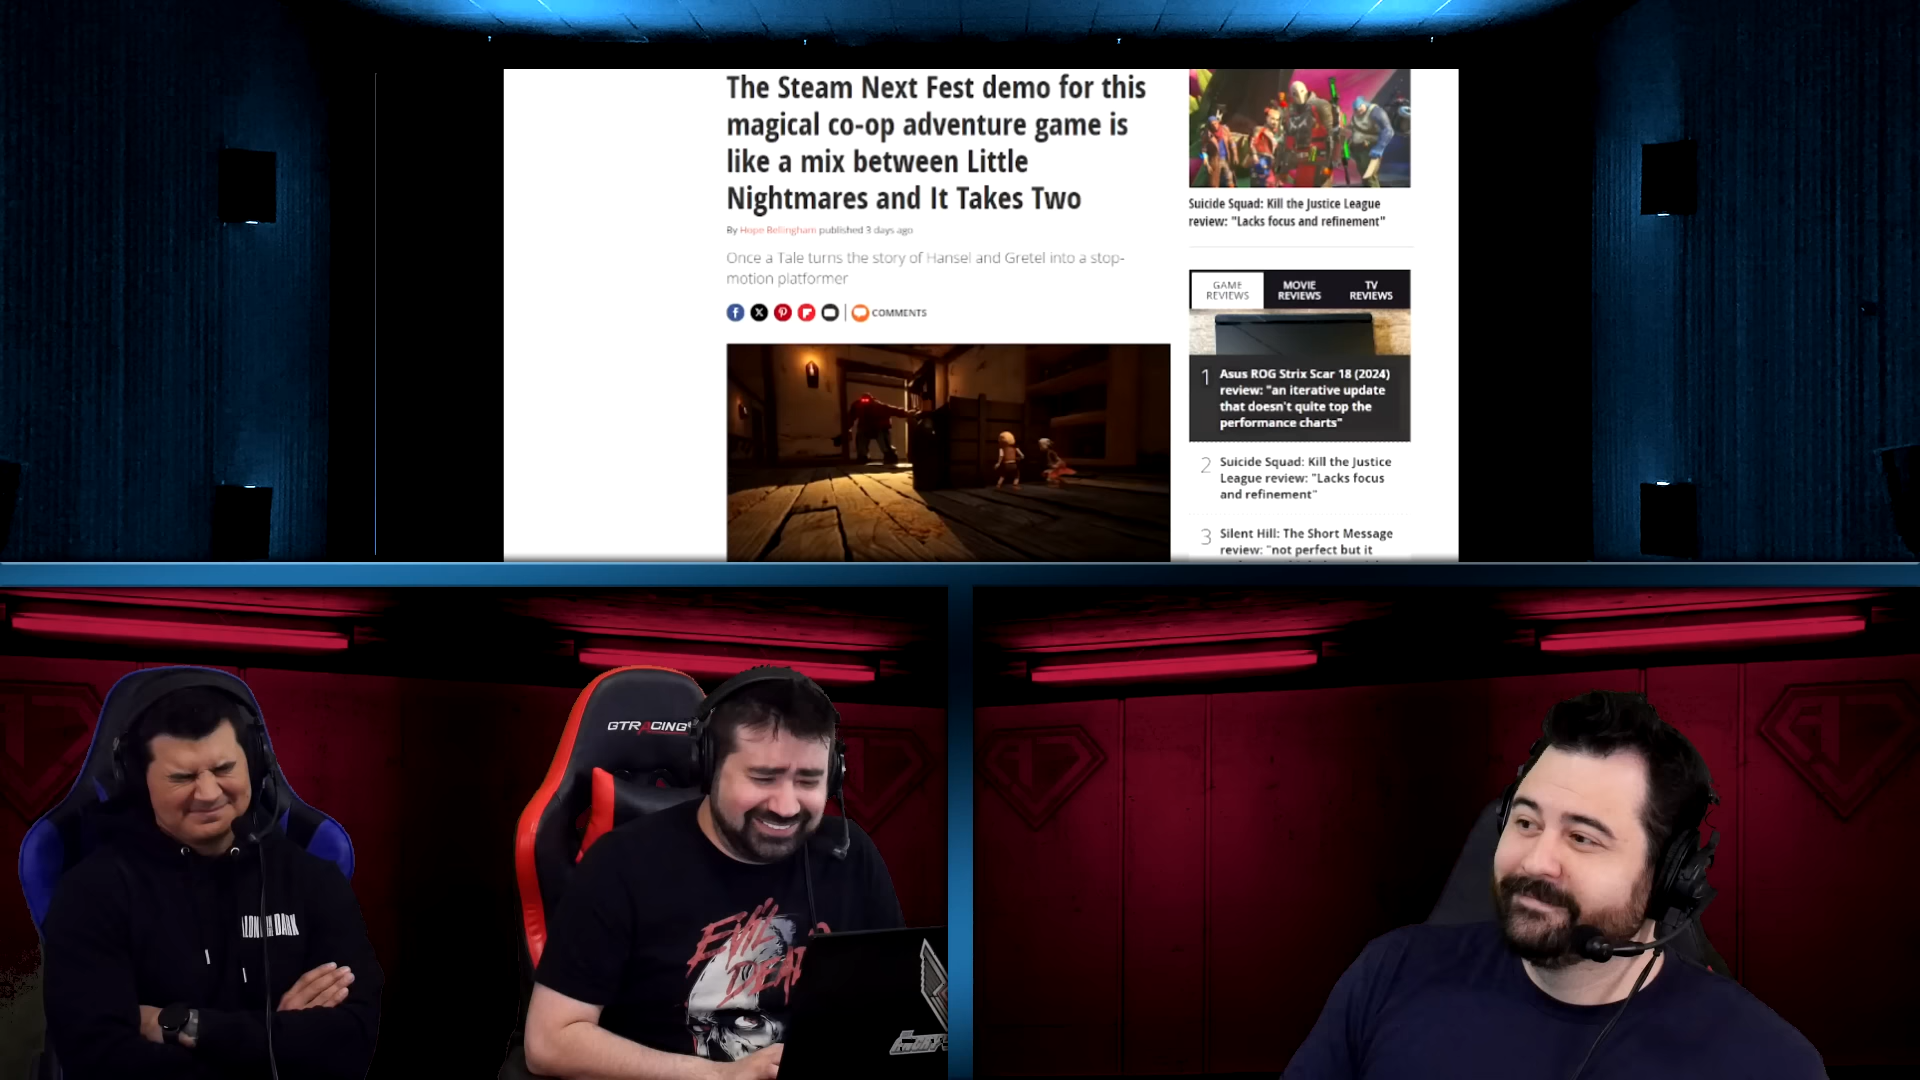 The Steam Next Fest demo for this
magical co-op adventure game is
like a mix between Little
Nightmares and It Takes Two
By Hope Bellingham published 3 days ago
Once a Tale turns the story of Hansel and Gretel into a stop-
motion platformer
COMMENTS
Suicide Squad: Kill the Justice League
review: "Lacks focus and refinement"
GAME
REVIEWS
MOVIE
REVIEWS
TV
REVIEWS
1 Asus ROG Strix Scar 18 (2024)
review: "an iterative update
that doesn't quite top the
performance charts"
2 Suicide Squad: Kill the Justice
League review: "Lacks focus
and refinement"
3 Silent Hill: The Short Message
review: "not perfect but it
GTRACING
EVIL
DEAD
DARK